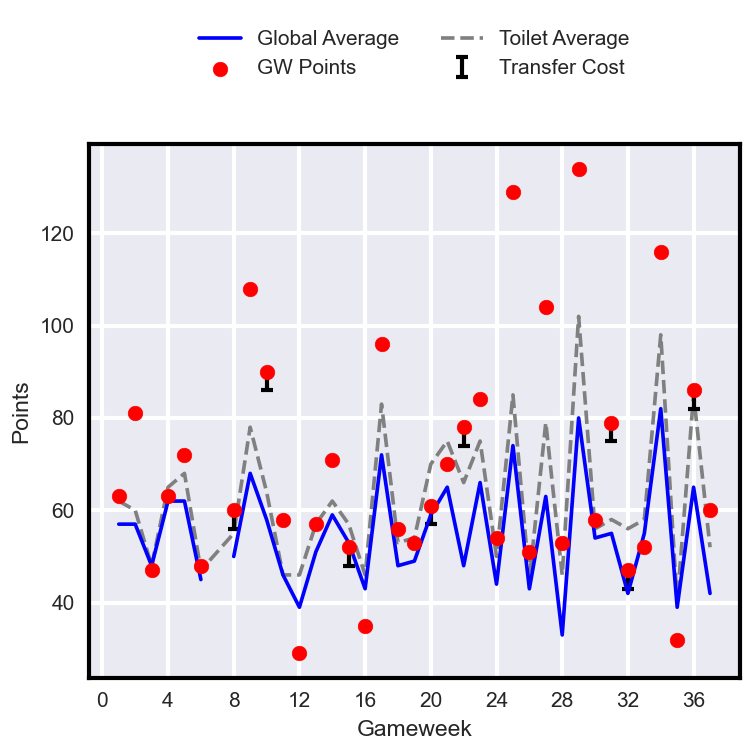 Global Average
Toilet Average
GW Points
Transfer Cost
120
100
80
60
40
Points
0 4 8 12 16 20 24 28 32 36
Gameweek